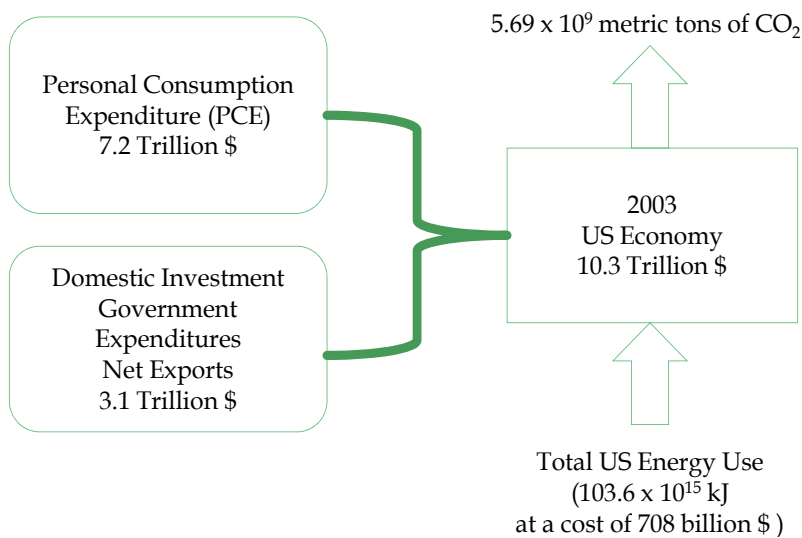 5.69 x 10⁹ metric tons of CO₂
Personal Consumption
Expenditure (PCE)
7.2 Trillion $
2003
US Economy
10.3 Trillion $
Domestic Investment
Government
Expenditures
Net Exports
3.1 Trillion $
Total US Energy Use
(103.6 x 10¹⁵ kJ
at a cost of 708 billion $ )